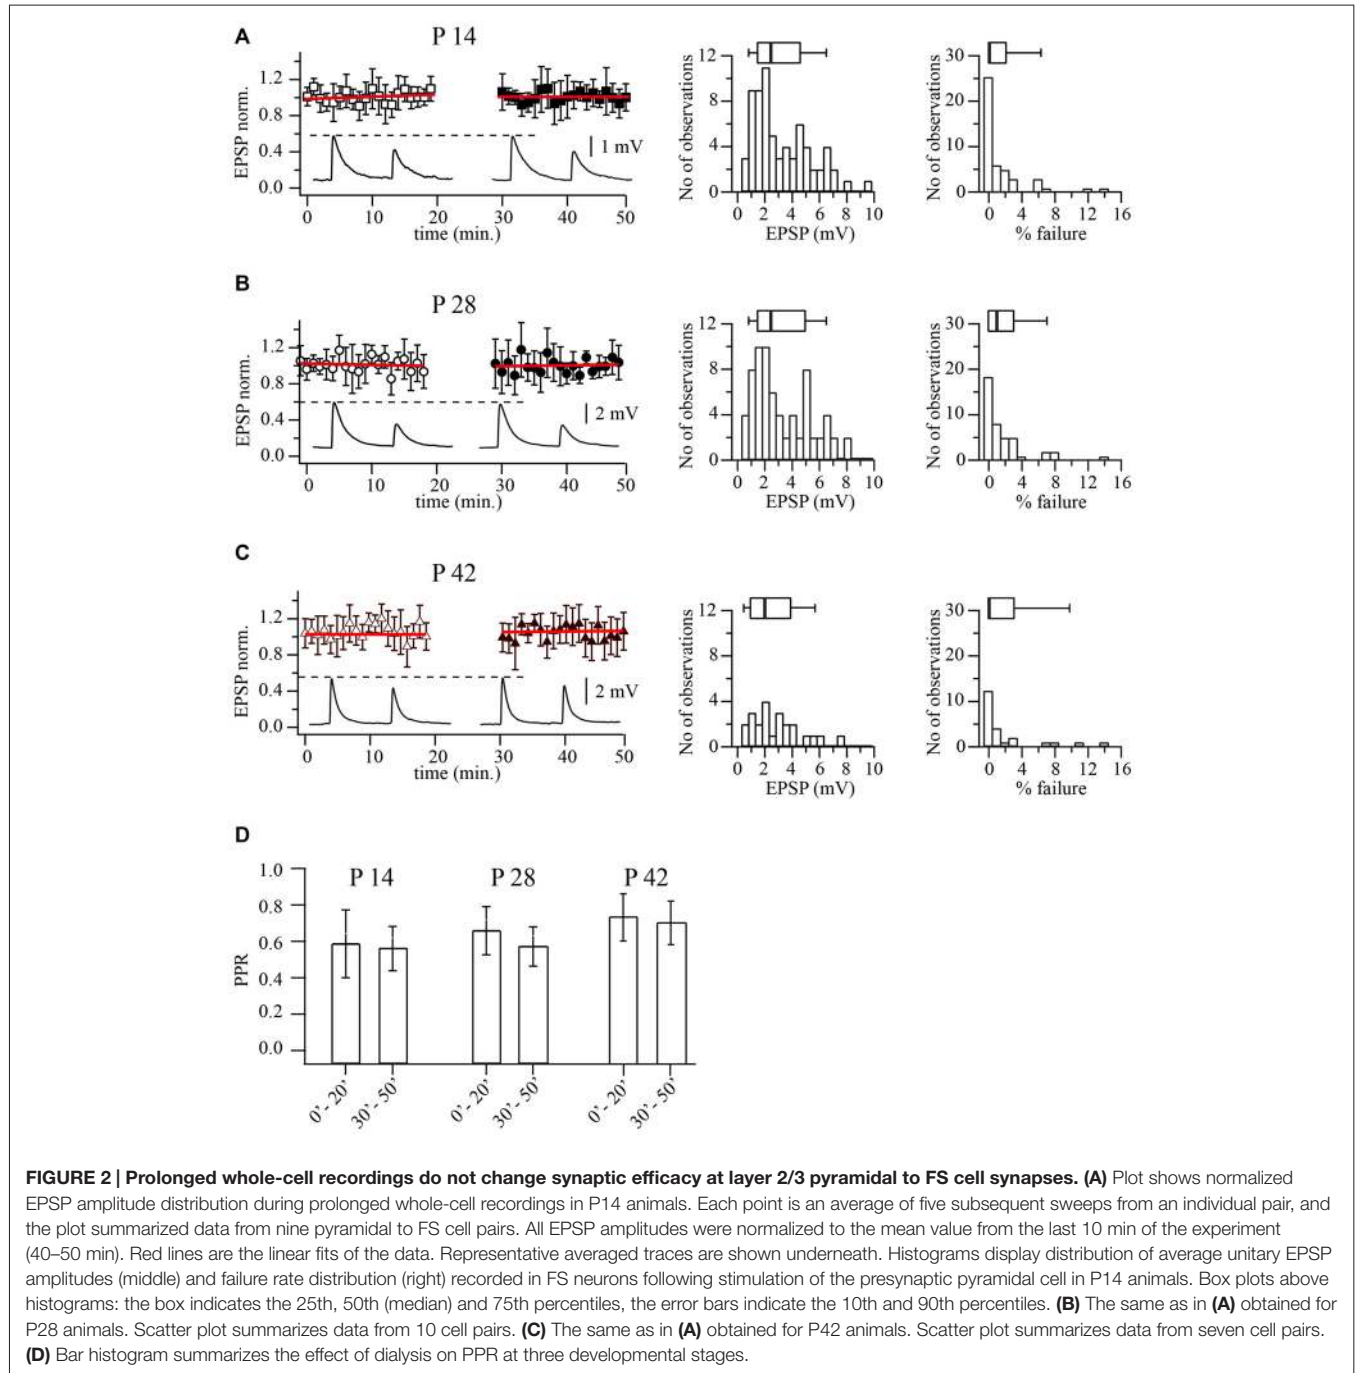 A
P 14
EPSP norm.
1.2
0.8
0.4
0.0
1 mV
0 10 20 30 40 50
time (min.)
No of observations
12
8
4
0
0 2 4 6 8 10
EPSP (mV)
No of observations
30
20
10
0
0 4 8 12 16
% failure
B
P 28
EPSP norm.
1.2
0.8
0.4
0.0
2 mV
0 10 20 30 40 50
time (min.)
No of observations
12
8
4
0
0 2 4 6 8 10
EPSP (mV)
No of observations
30
20
10
0
0 4 8 12 16
% failure
C
P 42
EPSP norm.
1.2
0.8
0.4
0.0
2 mV
0 10 20 30 40 50
time (min.)
No of observations
12
8
4
0
0 2 4 6 8 10
EPSP (mV)
No of observations
30
20
10
0
0 4 8 12 16
% failure
D
PPR
1.0
0.8
0.6
0.4
0.2
0.0
P 14 P 28 P 42
0'- 20' 30'- 50' 0'- 20' 30'- 50' 0'- 20' 30'- 50'
FIGURE 2 | Prolonged whole-cell recordings do not change synaptic efficacy at layer 2/3 pyramidal to FS cell synapses. (A) Plot shows normalized
EPSP amplitude distribution during prolonged whole-cell recordings in P14 animals. Each point is an average of five subsequent sweeps from an individual pair, and
the plot summarized data from nine pyramidal to FS cell pairs. All EPSP amplitudes were normalized to the mean value from the last 10 min of the experiment
(40–50 min). Red lines are the linear fits of the data. Representative averaged traces are shown underneath. Histograms display distribution of average unitary EPSP
amplitudes (middle) and failure rate distribution (right) recorded in FS neurons following stimulation of the presynaptic pyramidal cell in P14 animals. Box plots above
histograms: the box indicates the 25th, 50th (median) and 75th percentiles, the error bars indicate the 10th and 90th percentiles. (B) The same as in (A) obtained for
P28 animals. Scatter plot summarizes data from 10 cell pairs. (C) The same as in (A) obtained for P42 animals. Scatter plot summarizes data from seven cell pairs.
(D) Bar histogram summarizes the effect of dialysis on PPR at three developmental stages.